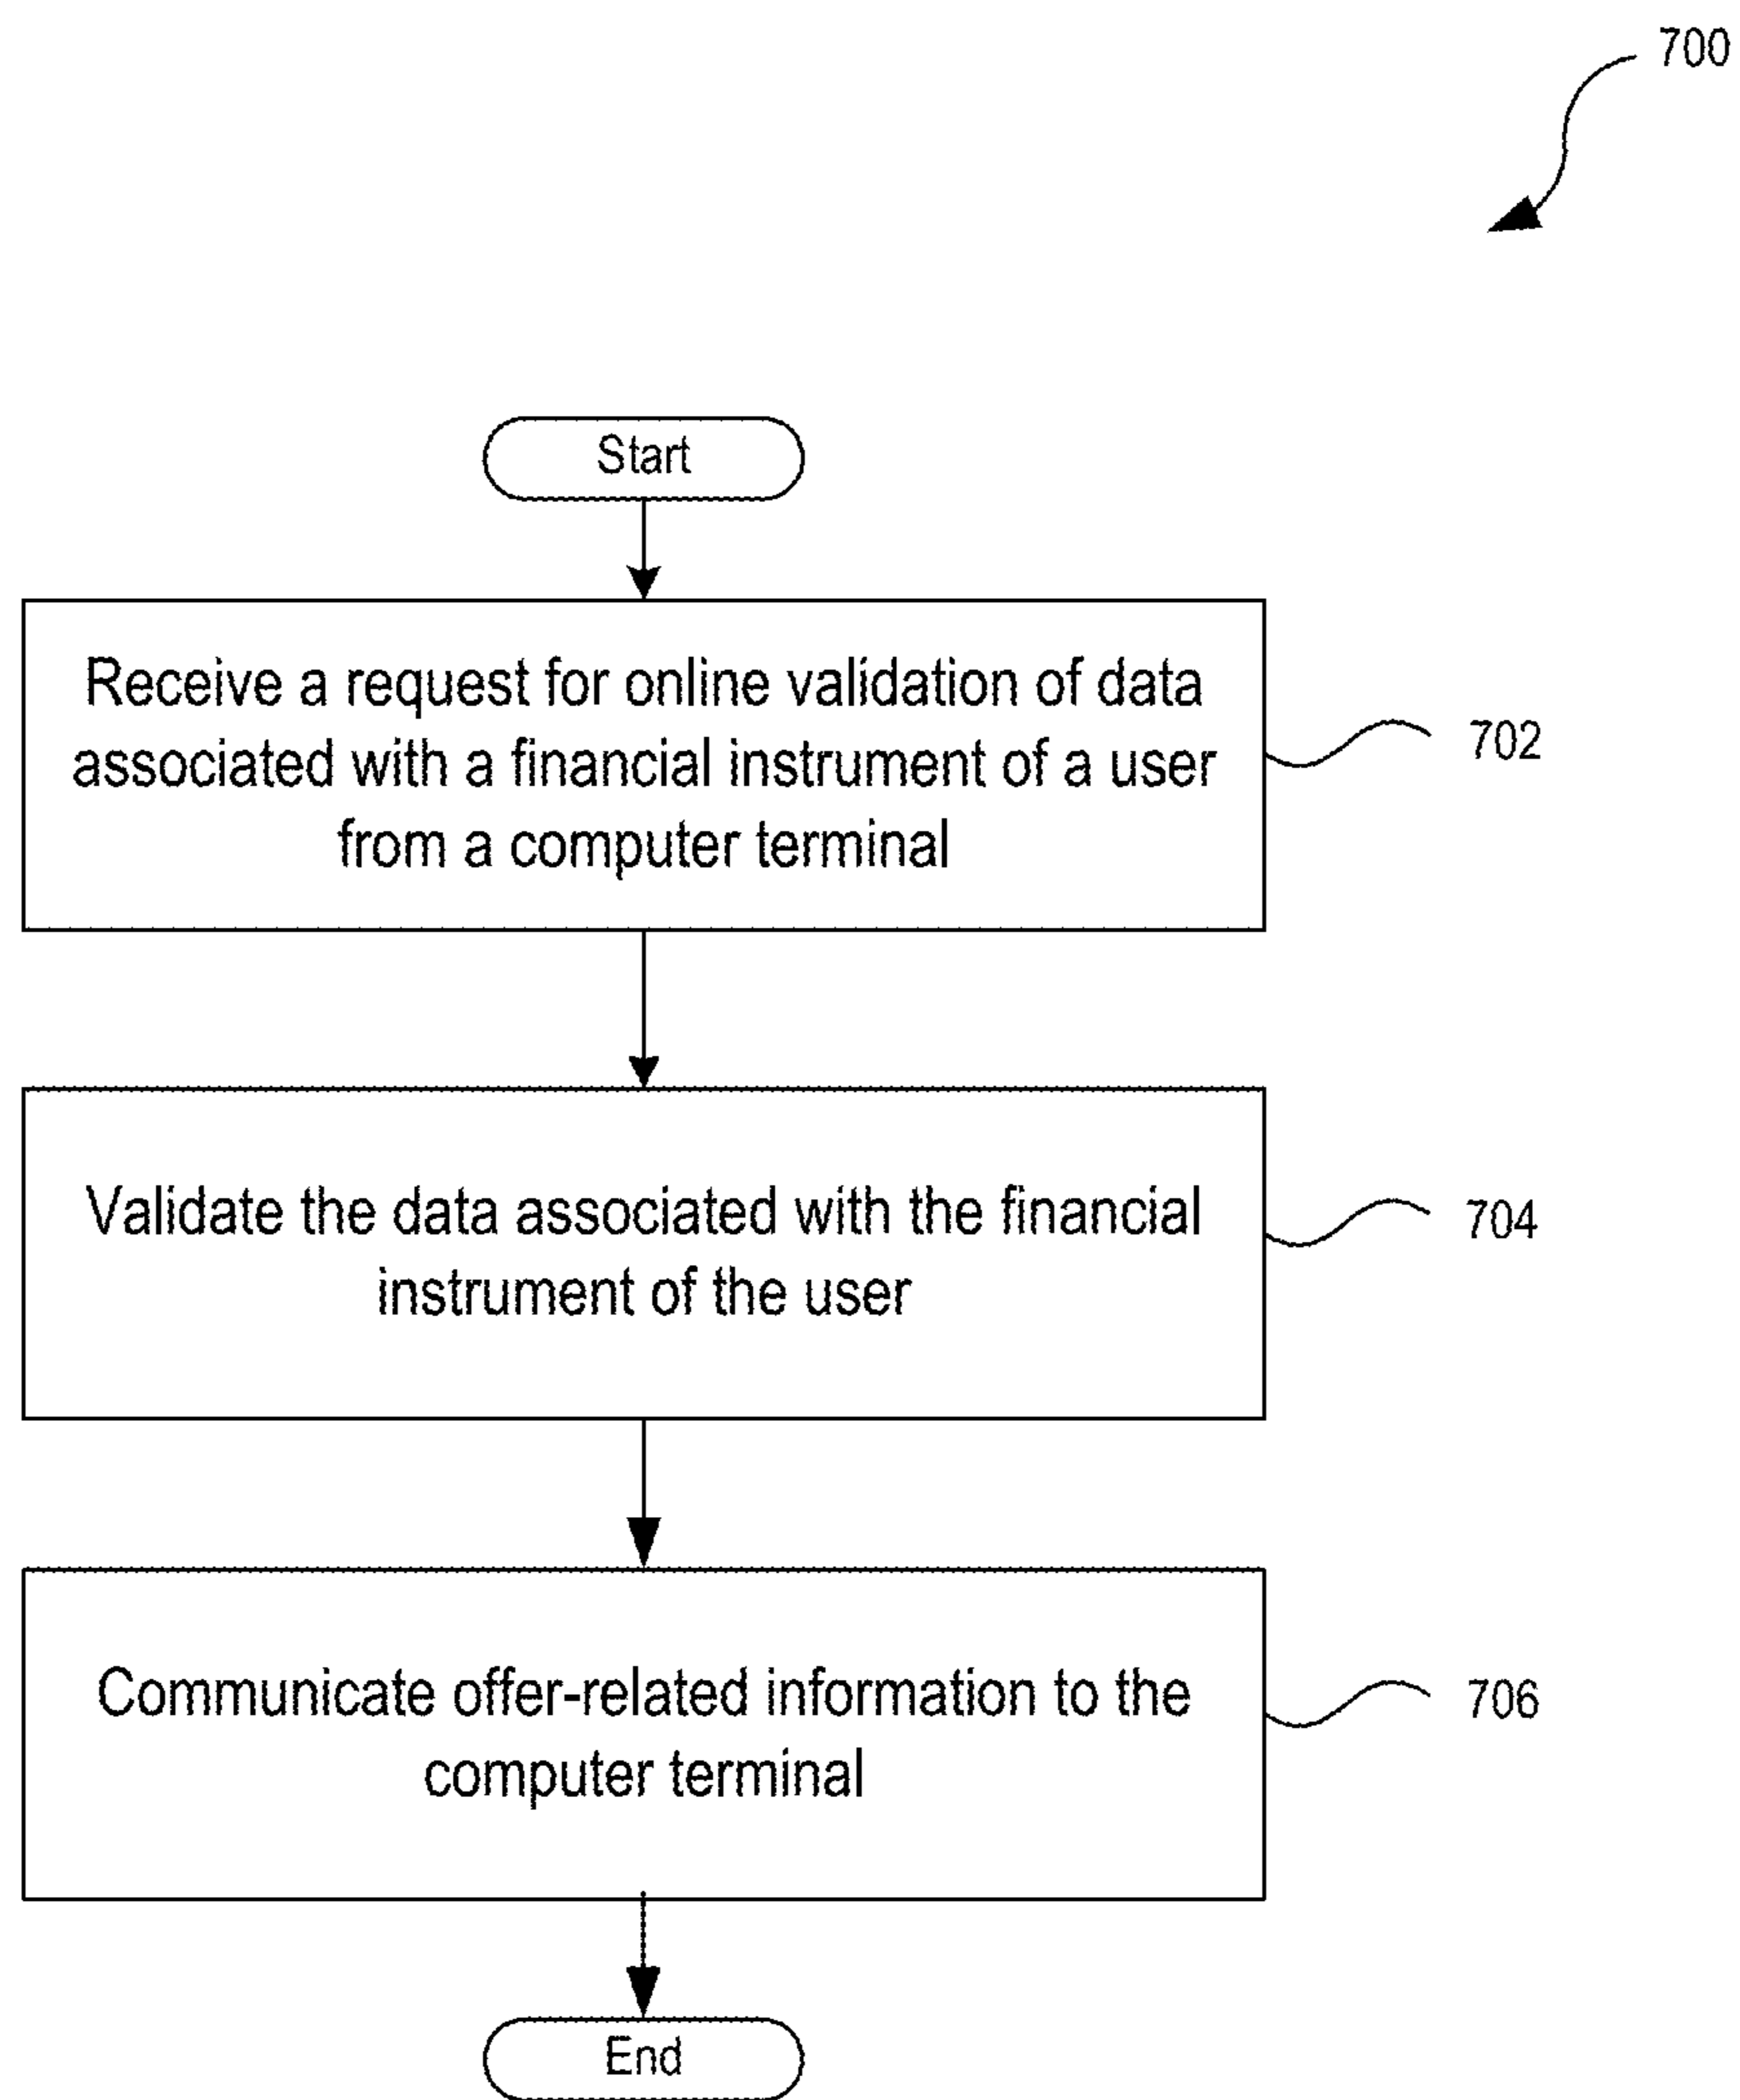 700
Start
Receive a request for online validation of data
associated with a financial instrument of a user
from a computer terminal
702
Validate the data associated with the financial
instrument of the user
704
Communicate offer-related information to the
computer terminal
706
End